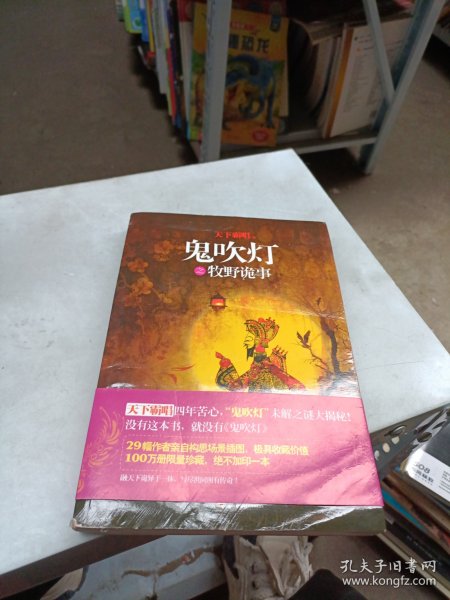 恐龙
天下霸唱
鬼吹灯
之
牧野诡事
天下霸唱四年苦心，“鬼吹灯”未解之谜大揭秘！
没有这本书，就没有《鬼吹灯》
29幅作者亲自构思场景插图，极具收藏价值
100万册限量珍藏，绝不加印一本
孔夫子旧书网
www.kongfz.com